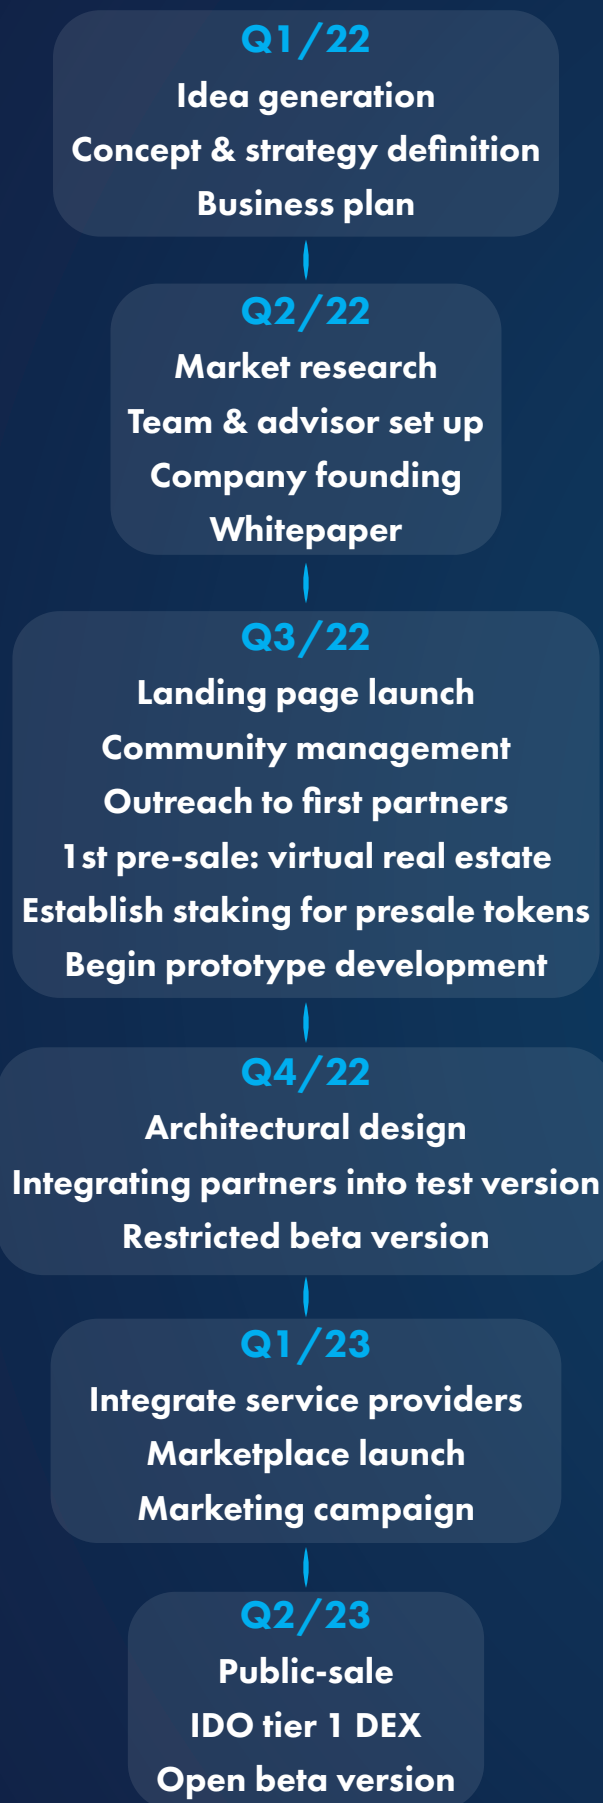 Q1/22
Idea generation
Concept & strategy definition
Business plan
Q2/22
Market research
Team & advisor set up
Company founding
Whitepaper
Q3/22
Landing page launch
Community management
Outreach to first partners
1st pre-sale: virtual real estate
Establish staking for presale tokens
Begin prototype development
Q4/22
Architectural design
Integrating partners into test version
Restricted beta version
Q1/23
Integrate service providers
Marketplace launch
Marketing campaign
Q2/23
Public-sale
IDO tier 1 DEX
Open beta version